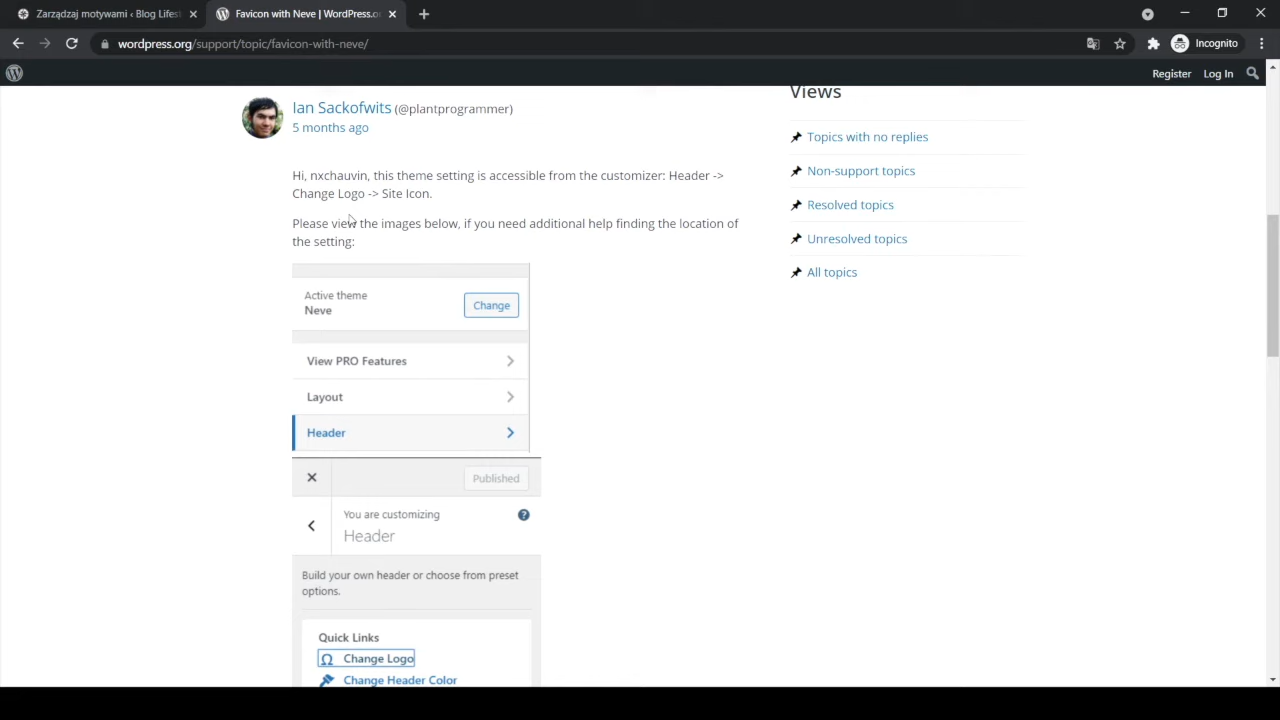 Zarządzaj motywami ‹ Blog Lifest
Favicon with Neve | WordPress.o
wordpress.org/support/topic/favicon-with-neve/
Incognito
Register
Log In
Ian Sackofwits (@plantprogrammer)
5 months ago
Hi, nxchauvin, this theme setting is accessible from the customizer: Header ->
Change Logo -> Site Icon.
Please view the images below, if you need additional help finding the location of
the setting:
Active theme
Neve
Change
View PRO Features
Layout
Header
Published
You are customizing
Header
Build your own header or choose from preset
options.
Quick Links
Change Logo
Change Header Color
Views
Topics with no replies
Non-support topics
Resolved topics
Unresolved topics
All topics